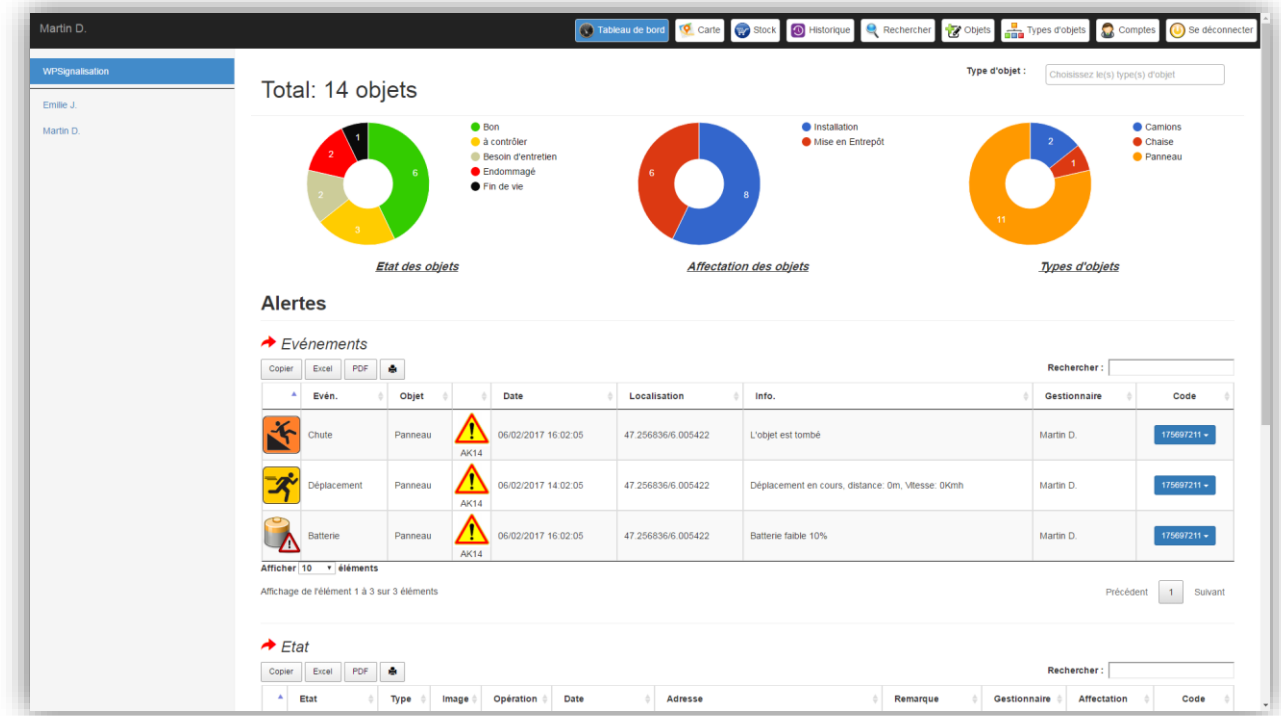 Martin D.
Tableau de bord Carte Stock Historique Rechercher Objets Types d'objets Comptes Se déconnecter
WPSignalisation
Emilie J.
Martin D.
Total: 14 objets
Type d'objet :
Choisissez le(s) type(s) d'objet
1
2
2
3
6
Bon
à contrôler
Besoin d'entretien
Endommagé
Fin de vie
Etat des objets
6
8
Installation
Mise en Entrepôt
Affectation des objets
2
1
11
Camions
Chaise
Panneau
Types d'objets
Alertes
Evénements
Copier Excel PDF
Rechercher :
Evén. Objet Date Localisation Info. Gestionnaire Code
Chute Panneau AK14 06/02/2017 16:02:05 47.256836/6.005422 L'objet est tombé Martin D. 175697211
Déplacement Panneau AK14 06/02/2017 14:02:05 47.256836/6.005422 Déplacement en cours, distance: 0m, Vitesse: 0Kmh Martin D. 175697211
Batterie Panneau AK14 06/02/2017 16:02:05 47.256836/6.005422 Batterie faible 10% Martin D. 175697211
Afficher 10 éléments
Affichage de l'élément 1 à 3 sur 3 éléments
Précédent 1 Suivant
Etat
Copier Excel PDF
Rechercher :
Etat Type Image Opération Date Adresse Remarque Gestionnaire Affectation Code